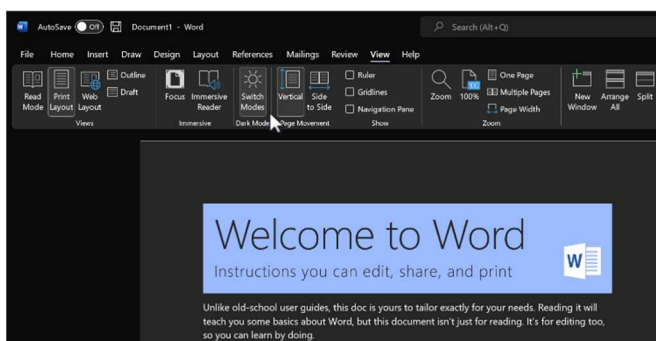 AutoSave Off Document1 - Word Search (Alt+Q)
File Home Insert Draw Design Layout References Mailings Review View Help
Read Mode
Print Layout
Web Layout
Outline
Draft
Views
Focus
Immersive Reader
Immersive
Switch Modes
Dark Mode
Vertical
Side to Side
Page Movement
Ruler
Gridlines
Navigation Pane
Show
Zoom
100%
One Page
Multiple Pages
Page Width
Zoom
New Window
Arrange All
Split
Welcome to Word
Instructions you can edit, share, and print
W
Unlike old-school user guides, this doc is yours to tailor exactly for your needs. Reading it will
teach you some basics about Word, but this document isn't just for reading. It's for editing too,
so you can learn by doing.